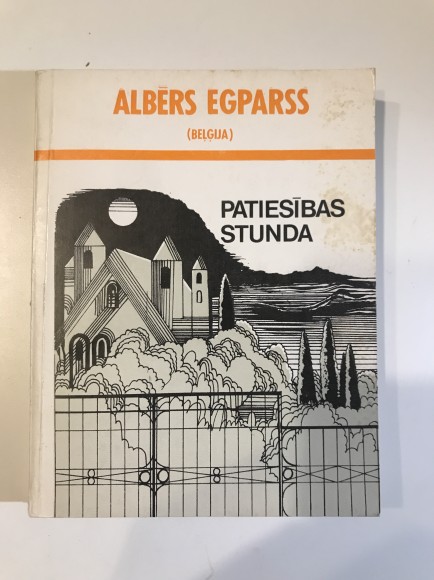 ALBĒRS EGPARSS
(BEĻĢIJA)
PATIESĪBAS
STUNDA